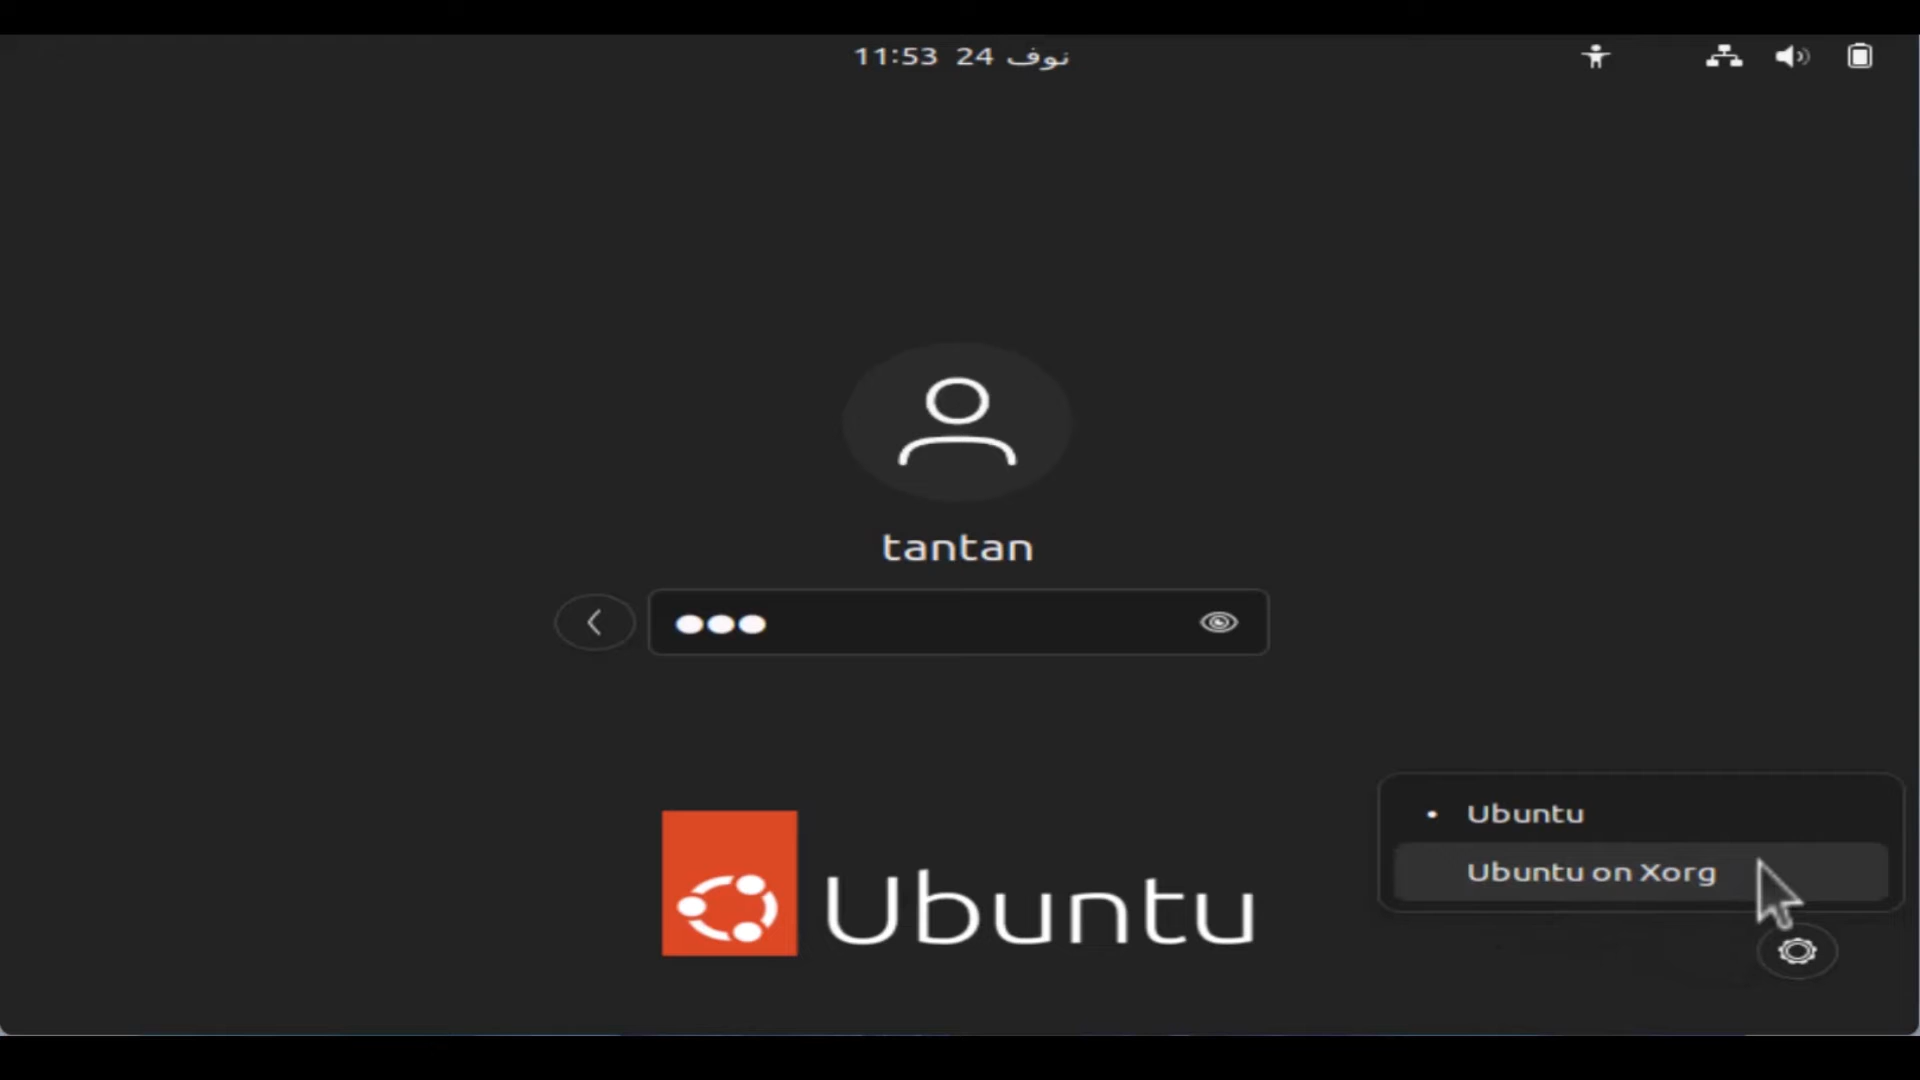 نوف 24 11:53
tantan
Ubuntu
Ubuntu on Xorg
Ubuntu